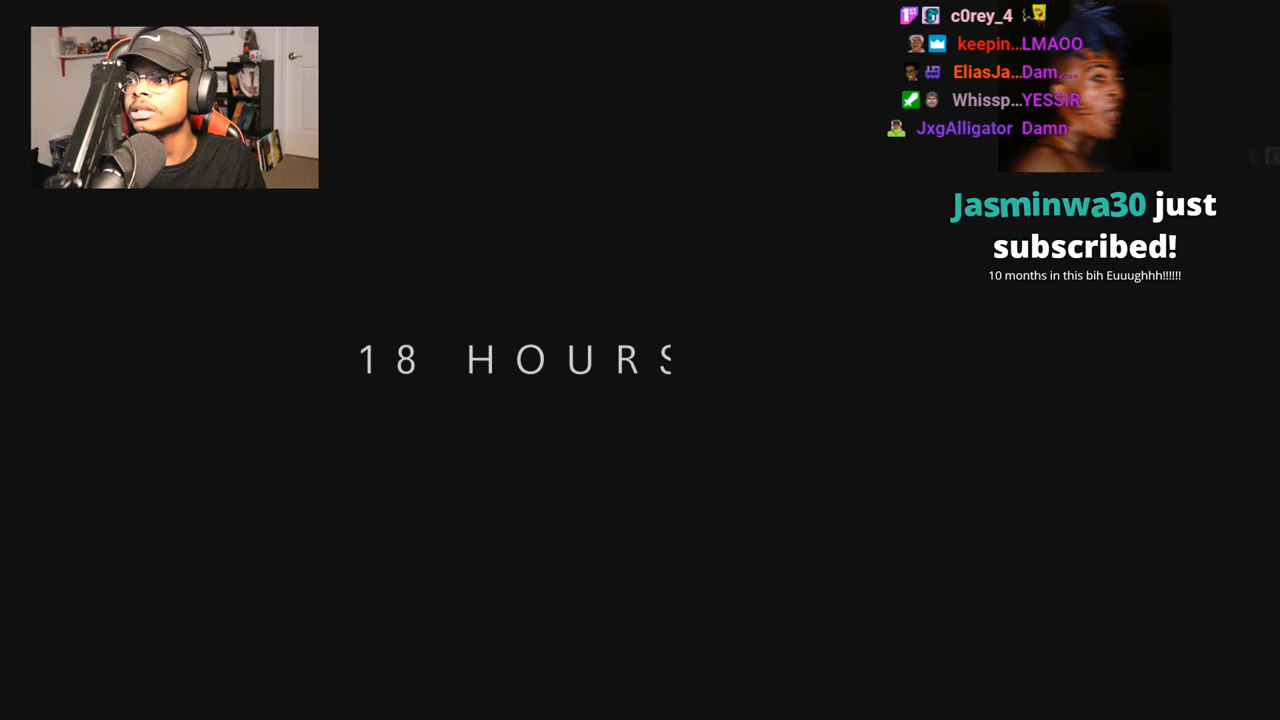 c0rey_4
keepin…LMAOO
EliasJa…Dam....
Whissp…YESSIR
JxgAlligator Damn
Jasminwa30 just
subscribed!
10 months in this bih Euuughhh!!!!!!
18 HOURS